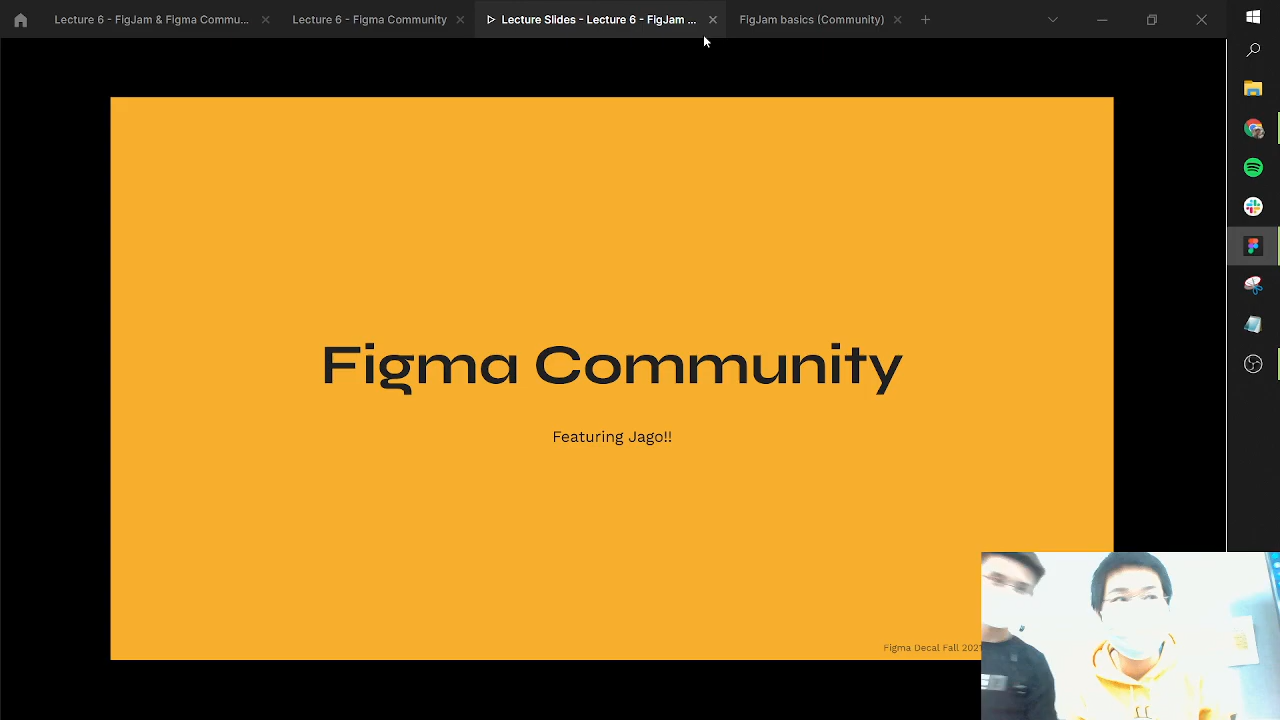 Lecture 6 - FigJam & Figma Commu...
Lecture 6 - Figma Community
Lecture Slides - Lecture 6 - FigJam ...
FigJam basics (Community)
Figma Community
Featuring Jago!!
Figma Decal Fall 2021